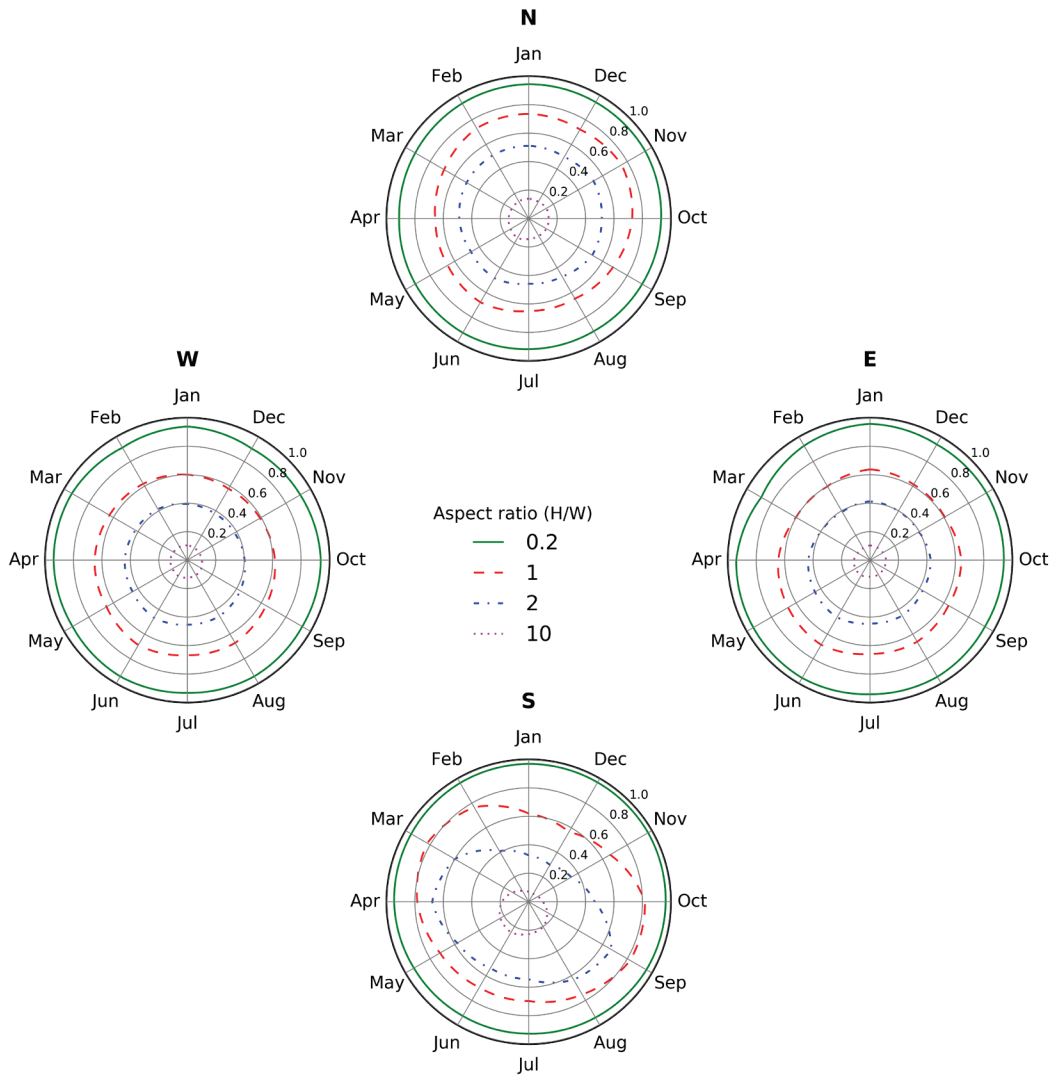 N
Jan
Feb Dec
1.0
Mar 0.8 Nov
0.6
0.4
0.2
Apr Oct
May Sep
Jun Aug
Jul
W E
Jan Jan
Feb Dec Feb Dec
1.0 1.0
Mar 0.8 Nov Mar 0.8 Nov
0.6 0.6
0.4 0.4
Aspect ratio (H/W)
0.2 0.2
0.2
Apr Oct Apr Oct
1
2
10
May Sep May Sep
Jun Aug Jun Aug
S
Jul Jul
Jan
Feb Dec
1.0
Mar 0.8 Nov
0.6
0.4
0.2
Apr Oct
May Sep
Jun Aug
Jul